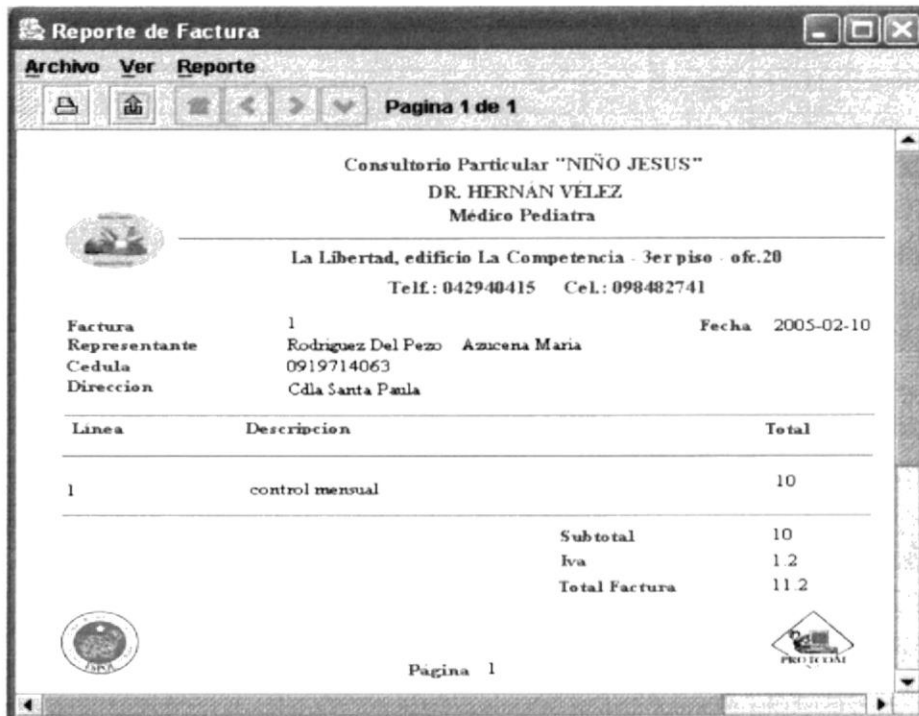 Reporte de Factura
Archivo Ver Reporte
Pagina 1 de 1
Consultorio Particular "NIÑO JESUS"
DR. HERNÁN VÉLEZ
Médico Pediatra
La Libertad, edificio La Competencia - 3er piso - ofc.20
Telf.: 042940415 Cel.: 098482741
Factura 1 Fecha 2005-02-10
Representante Rodriguez Del Pezo Azucena Maria
Cedula 0919714063
Direccion Cdla Santa Paula
Linea Descripcion Total
1 control mensual 10
Subtotal 10
Iva 1.2
Total Factura 11.2
ESPOL
PROTCOM
Página 1